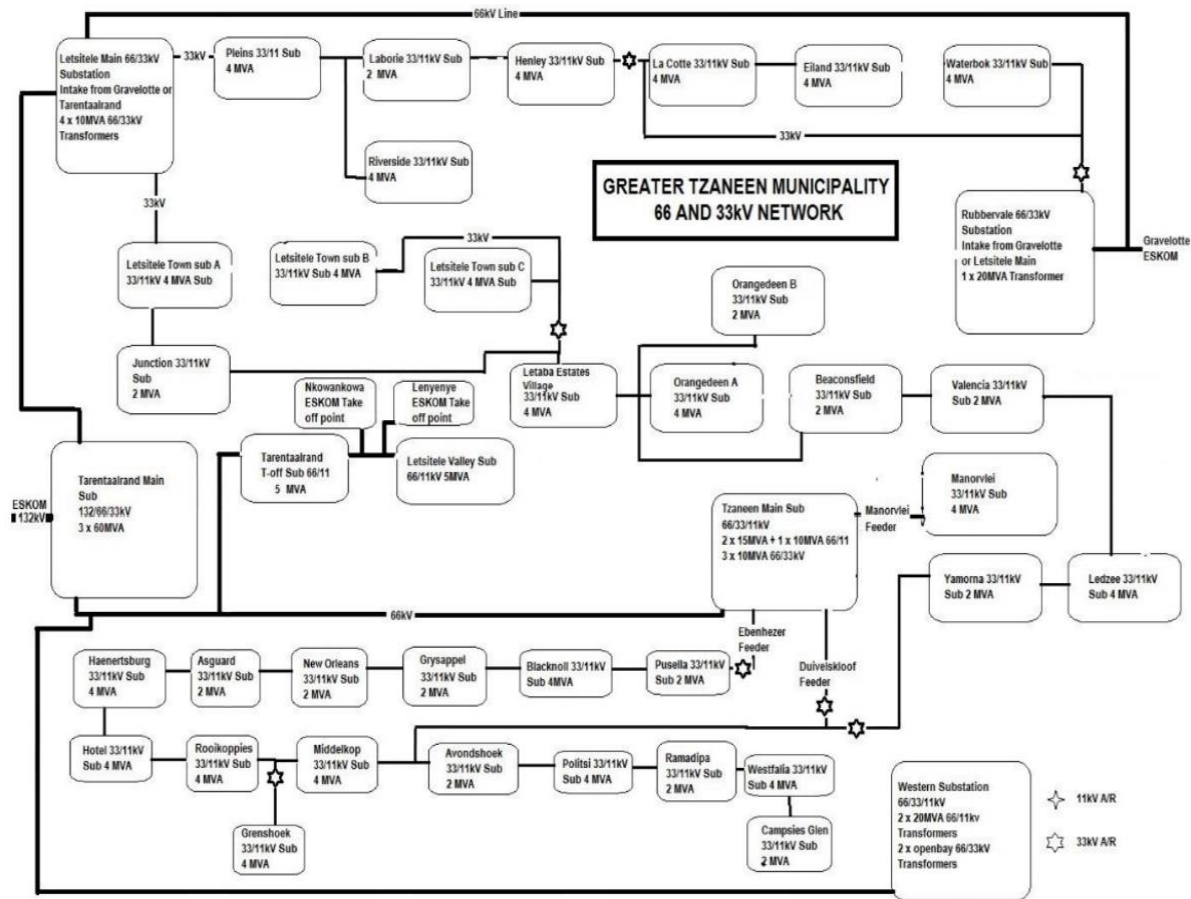 66kV Line
Letsitele Main 66/33kV
Substation
Intake from Gravelotte or
Tarentaalrand
4 x 10MVA 66/33kV
Transformers
33kV
Pleins 33/11 Sub
4 MVA
Laborie 33/11kV Sub
2 MVA
Henley 33/11kV Sub
4 MVA
La Cotte 33/11kV Sub
4 MVA
Eiland 33/11kV Sub
4 MVA
Waterbok 33/11kV Sub
4 MVA
33kV
Riverside 33/11kV Sub
4 MVA
GREATER TZANEEN MUNICIPALITY
66 AND 33kV NETWORK
Rubbervale 66/33kV
Substation
Intake from Gravelotte
or Letsitele Main
1 x 20MVA Transformer
Gravelotte
ESKOM
33kV
Letsitele Town sub A
33/11kV 4 MVA Sub
Letsitele Town sub B
33/11kV Sub 4 MVA
33kV
Letsitele Town sub C
33/11kV 4 MVA Sub
Orangedeen B
33/11kV Sub
2 MVA
Junction 33/11kV
Sub
2 MVA
Nkowankowa
ESKOM Take
off point
Lenyenye
ESKOM Take
off point
Letaba Estates
Village
33/11kV Sub
4 MVA
Orangedeen A
33/11kV Sub
4 MVA
Beaconsfield
33/11kV Sub
2 MVA
Valencia 33/11kV
Sub 2 MVA
Tarentaalrand
T-off Sub 66/11
5 MVA
Letsitele Valley Sub
66/11kV 5MVA
ESKOM
132kV
Tarentaalrand Main
Sub
132/66/33kV
3 x 60MVA
Tzaneen Main Sub
66/33/11kV
2 x 15MVA + 1 x 10MVA 66/11
3 x 10MVA 66/33kV
Manorvlei
Feeder
Manorvlei
33/11kV Sub
4 MVA
Yamorna 33/11kV
Sub 2 MVA
Ledzee 33/11kV
Sub 4 MVA
66kV
Ebenhezer
Feeder
Duivelskloof
Feeder
Haenertsburg
33/11kV Sub
4 MVA
Asguard
33/11kV Sub
2 MVA
New Orleans
33/11kV Sub
2 MVA
Grysappel
33/11kV Sub
2 MVA
Blacknoll 33/11kV
Sub 4MVA
Pusella 33/11kV
Sub 2 MVA
Hotel 33/11kV
Sub 4 MVA
Rooikoppies
33/11kV Sub
4 MVA
Middelkop
33/11kV Sub
4 MVA
Avondshoek
33/11kV Sub
2 MVA
Politsi 33/11kV
Sub 4 MVA
Ramadipa
33/11kV Sub
2 MVA
Westfalia 33/11kV
Sub 4 MVA
Grenshoek
33/11kV Sub
4 MVA
Campsies Glen
33/11kV Sub
2 MVA
Western Substation
66/33/11kV
2 x 20MVA 66/11kv
Transformers
2 x openbay 66/33kV
Transformers
11kV A/R
33kV A/R